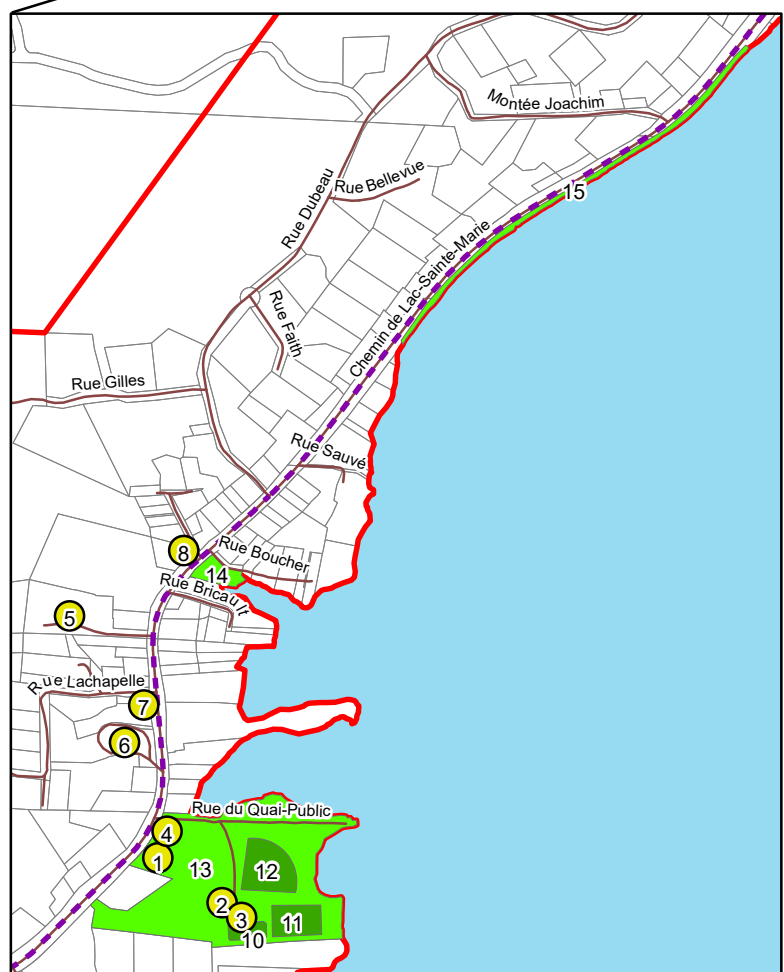 Montée Joachim
Rue Bellevue
15
Rue Dubeau
Chemin de Lac-Sainte-Marie
Rue Faith
Rue Gilles
Rue Sauvé
8
Rue Boucher
14
Rue Bricault
5
Rue Lachapelle
7
6
Rue du Quai-Public
4
1
13
12
2
3
11
10